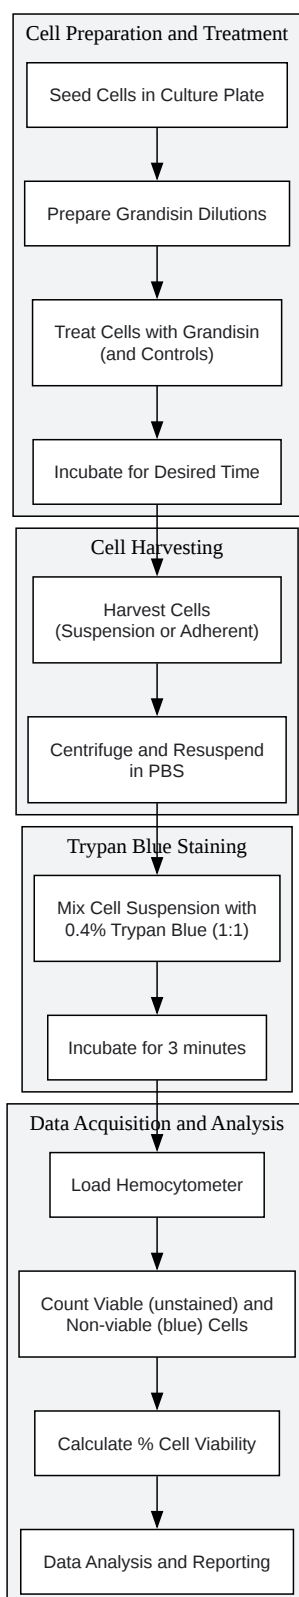 Cell Preparation and Treatment
Seed Cells in Culture Plate
Prepare Grandisin Dilutions
Treat Cells with Grandisin
(and Controls)
Incubate for Desired Time
Cell Harvesting
Harvest Cells
(Suspension or Adherent)
Centrifuge and Resuspend
in PBS
Trypan Blue Staining
Mix Cell Suspension with
0.4% Trypan Blue (1:1)
Incubate for 3 minutes
Data Acquisition and Analysis
Load Hemocytometer
Count Viable (unstained) and
Non-viable (blue) Cells
Calculate % Cell Viability
Data Analysis and Reporting